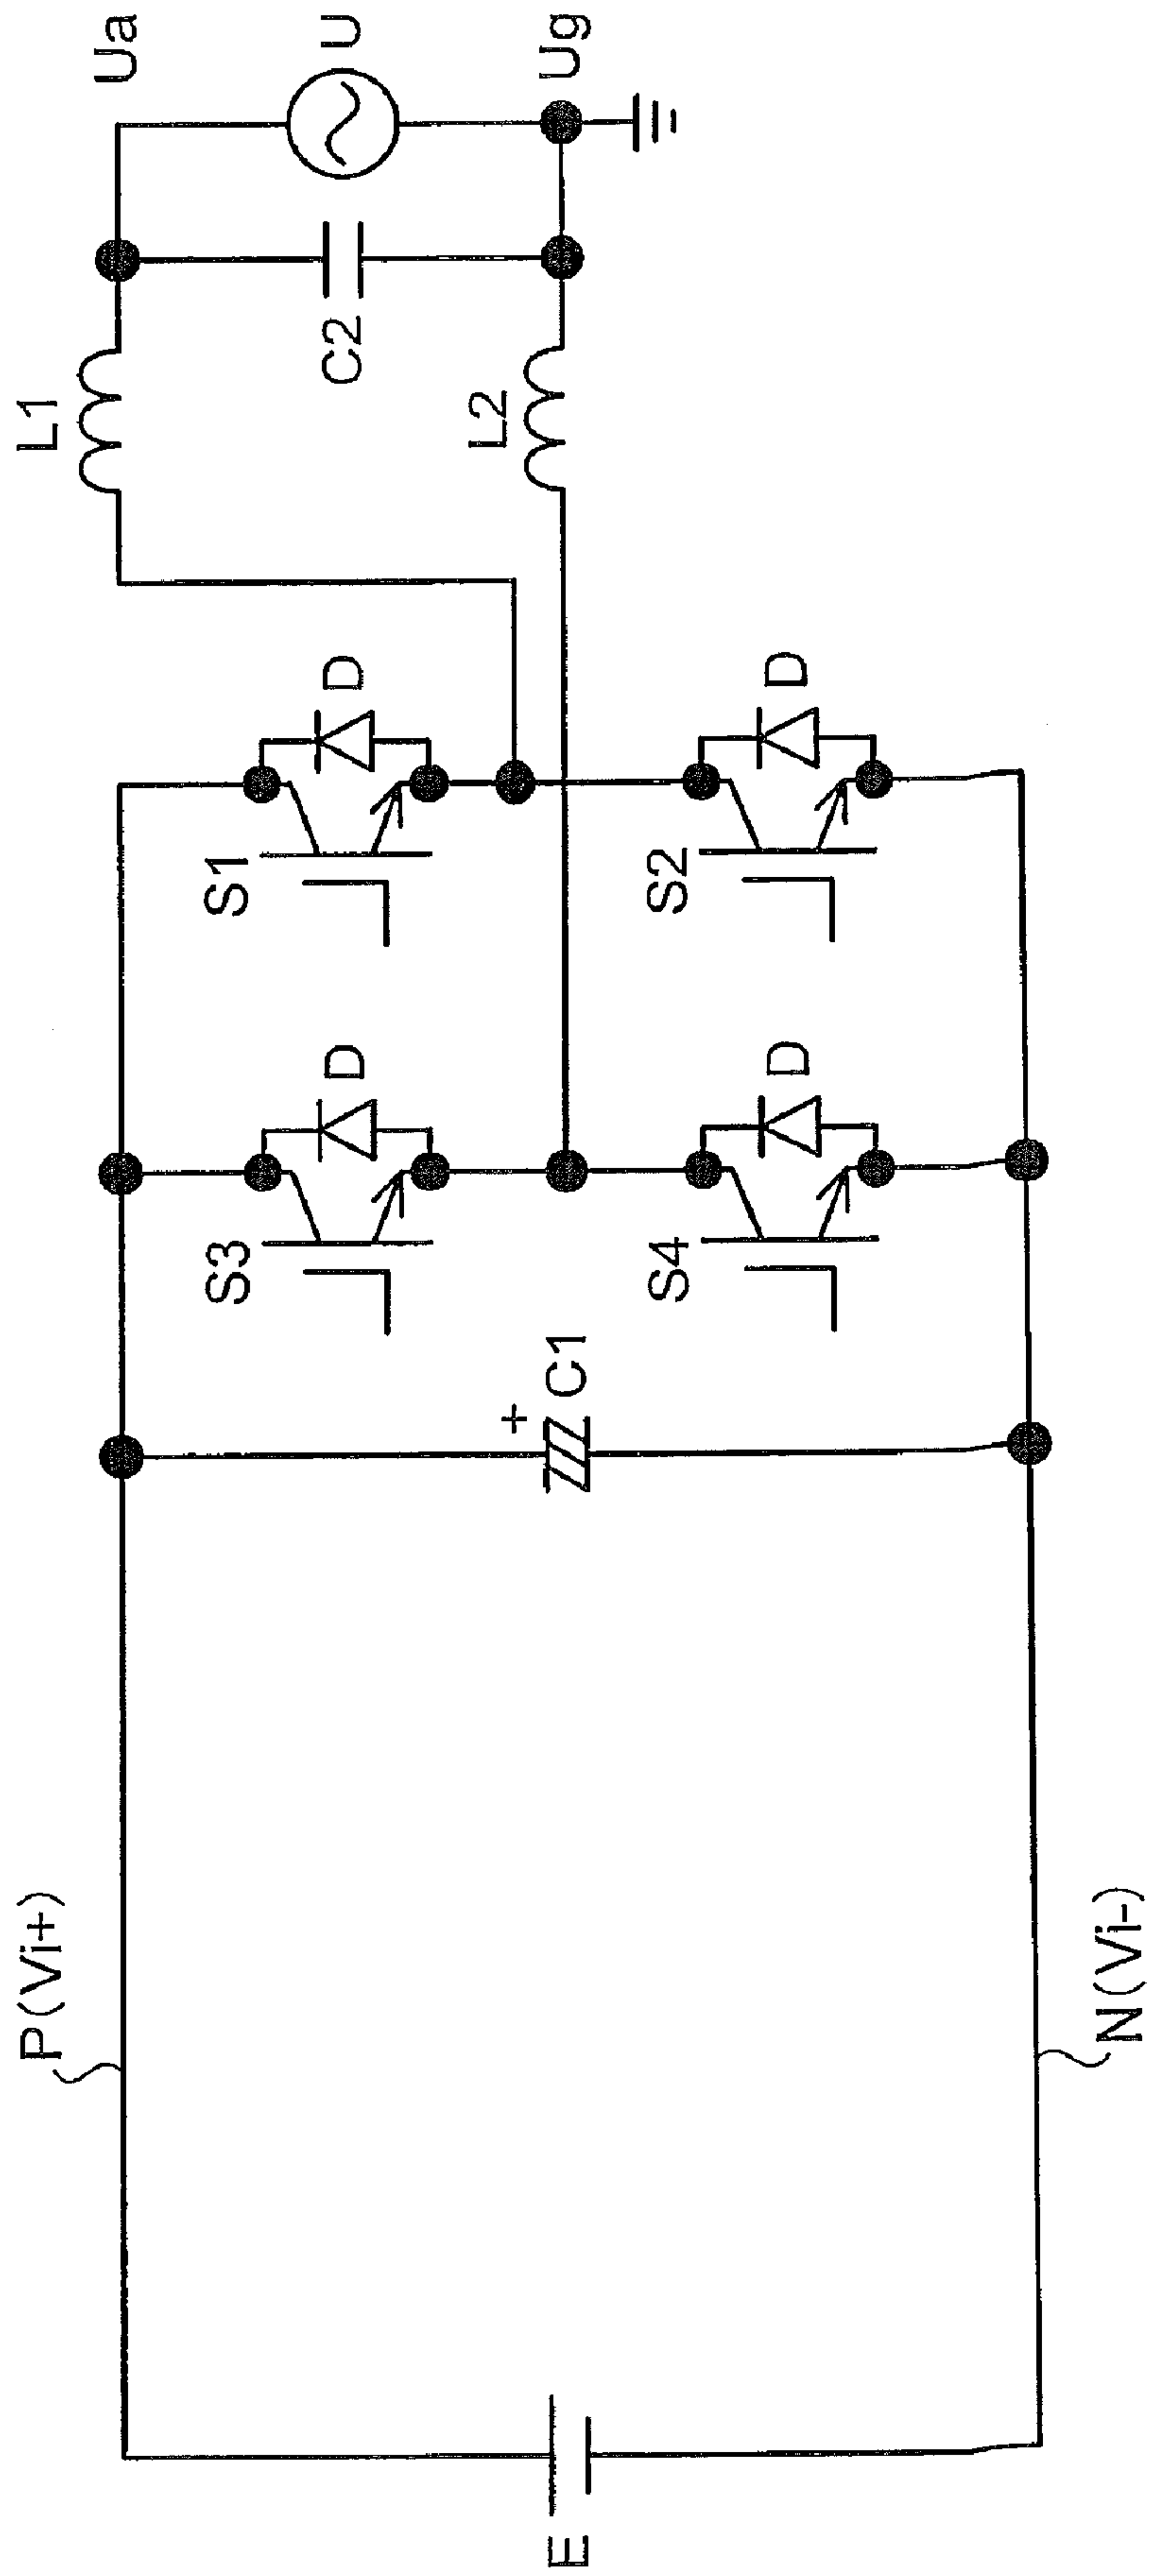 P(Vi+)
L1
Ua
S3
D
S1
D
C2
U
+
C1
L2
Ug
S4
D
S2
D
E
N(Vi-)